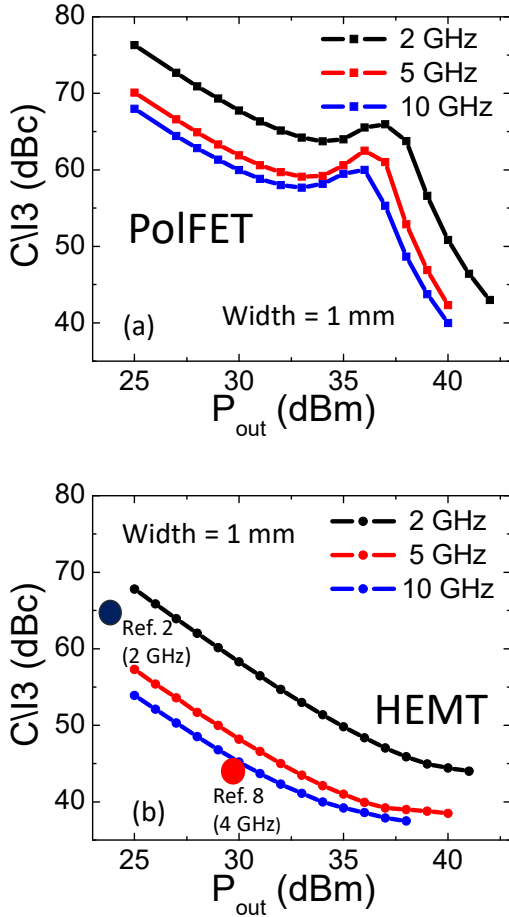 (a)
2 GHz
5 GHz
10 GHz
80
70
60
50
40
C\I3 (dBc)
PolFET
Width = 1 mm
25 30 35 40
P_out (dBm)
80
70
60
50
40
C\I3 (dBc)
Width = 1 mm
2 GHz
5 GHz
10 GHz
Ref. 2
(2 GHz)
HEMT
Ref. 8
(4 GHz)
(b)
25 30 35 40
P_out (dBm)